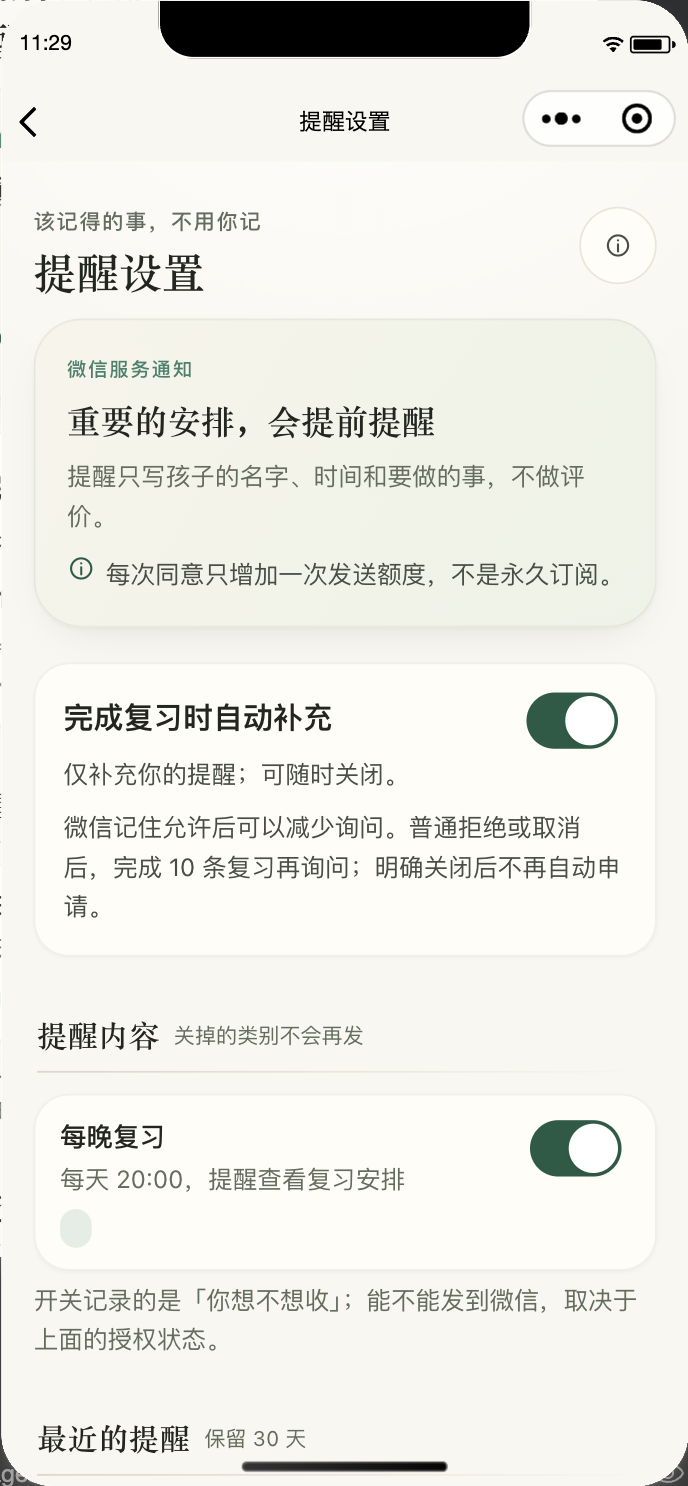 11:29
提醒设置
该记得的事，不用你记
提醒设置
微信服务通知
重要的安排，会提前提醒
提醒只写孩子的名字、时间和要做的事，不做评
价。
每次同意只增加一次发送额度，不是永久订阅。
完成复习时自动补充
仅补充你的提醒；可随时关闭。
微信记住允许后可以减少询问。普通拒绝或取消
后，完成 10 条复习再询问；明确关闭后不再自动申
请。
提醒内容 关掉的类别不会再发
每晚复习
每天 20:00，提醒查看复习安排
开关记录的是「你想不想收」；能不能发到微信，取决于
上面的授权状态。
最近的提醒 保留 30 天